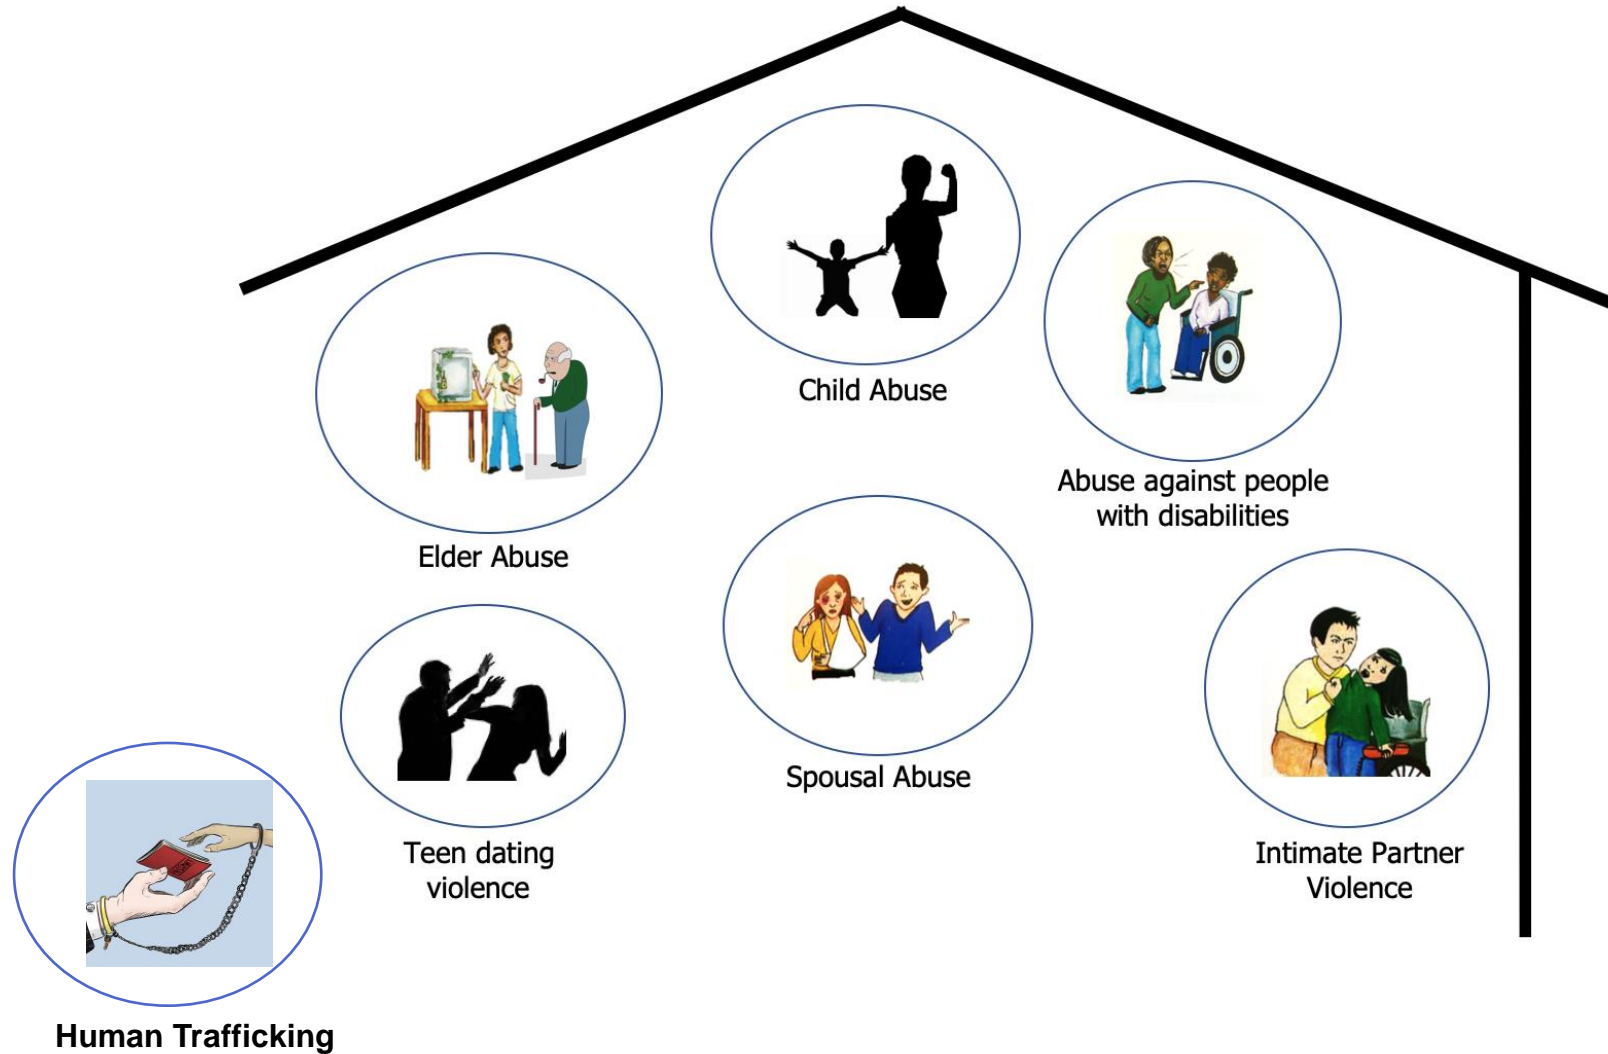 Child Abuse
Abuse against people
with disabilities
Elder Abuse
Spousal Abuse
Teen dating
violence
Intimate Partner
Violence
Human Trafficking